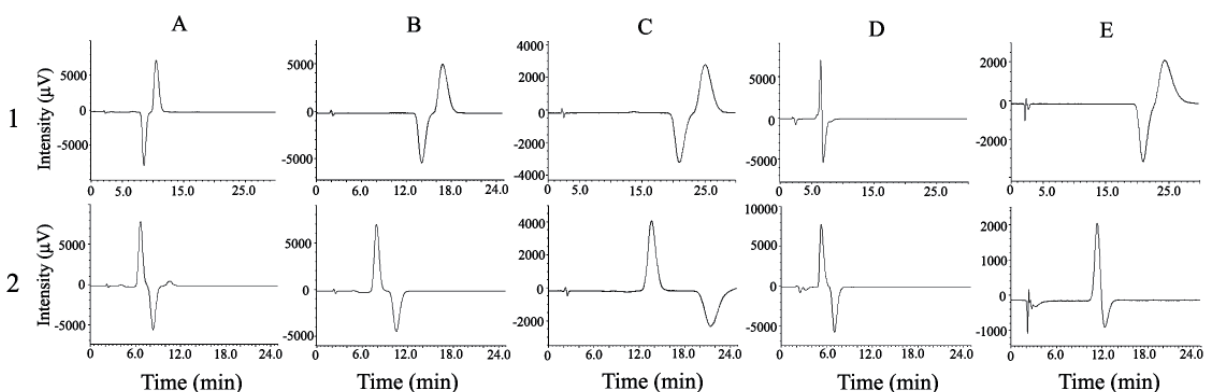 A B C D E
1
Intensity (µV)
5000 0 -5000
0 5.0 15.0 25.0
5000 0 -5000
0 6.0 12.0 18.0 24.0
4000 2000 0 -2000 -4000
0 5.0 15.0 25.0
5000 0 -5000
0 5.0 15.0 25.0
2000 0 -2000
0 5.0 15.0 25.0
2
Intensity (µV)
5000 0 -5000
0 6.0 12.0 18.0 24.0
5000 0 -5000
0 6.0 12.0 18.0 24.0
4000 2000 0 -2000
0 6.0 12.0 18.0 24.0
10000 5000 0 -5000
0 6.0 12.0 18.0 24.0
2000 1000 0 -1000
0 6.0 12.0 18.0 24.0
Time (min) Time (min) Time (min) Time (min) Time (min)